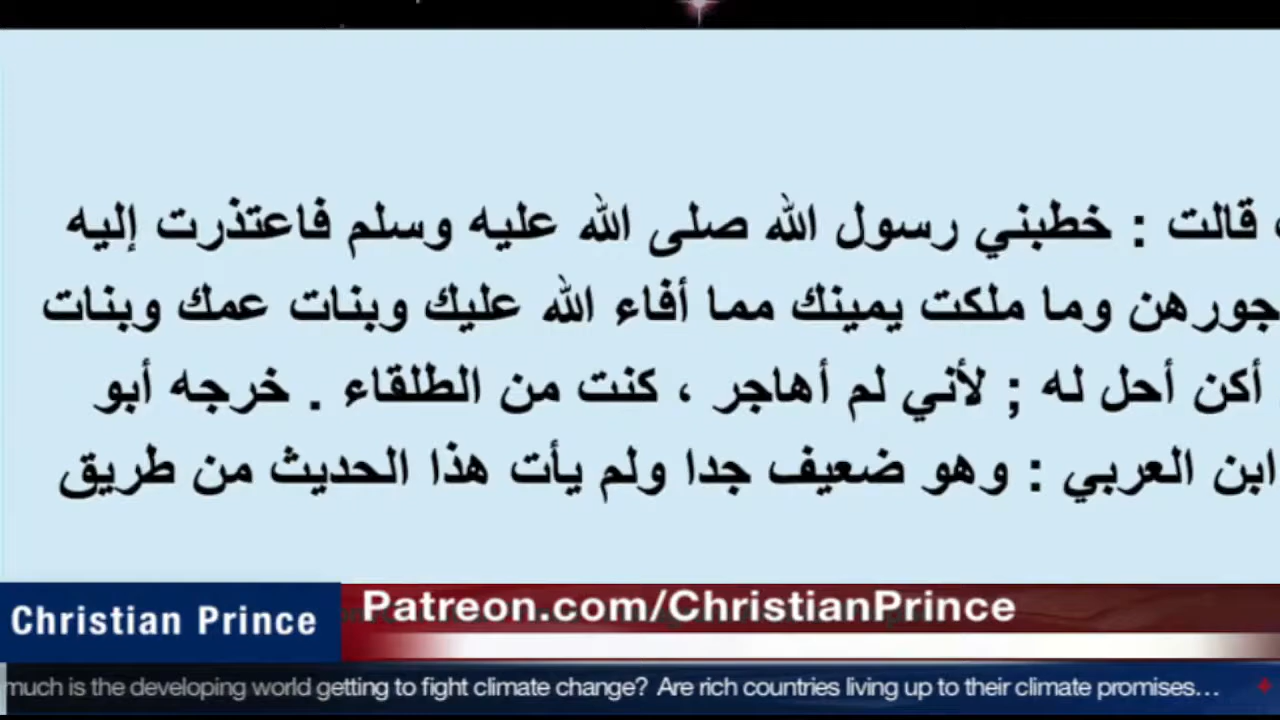 قالت : خطبني رسول الله صلى الله عليه وسلم فاعتذرت إليه
جورهن وما ملكت يمينك مما أفاء الله عليك وبنات عمك وبنات
أكن أحل له ; لأني لم أهاجر ، كنت من الطلقاء . خرجه أبو
ابن العربي : وهو ضعيف جدا ولم يأت هذا الحديث من طريق
Christian Prince
Patreon.com/ChristianPrince
much is the developing world getting to fight climate change? Are rich countries living up to their climate promises...